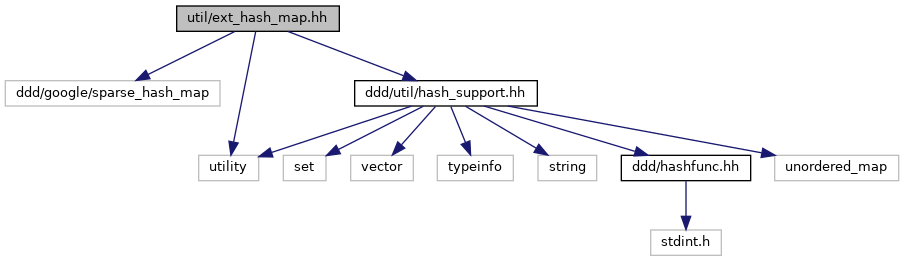 util/ext_hash_map.hh
ddd/google/sparse_hash_map
ddd/util/hash_support.hh
utility
set
vector
typeinfo
string
ddd/hashfunc.hh
unordered_map
stdint.h